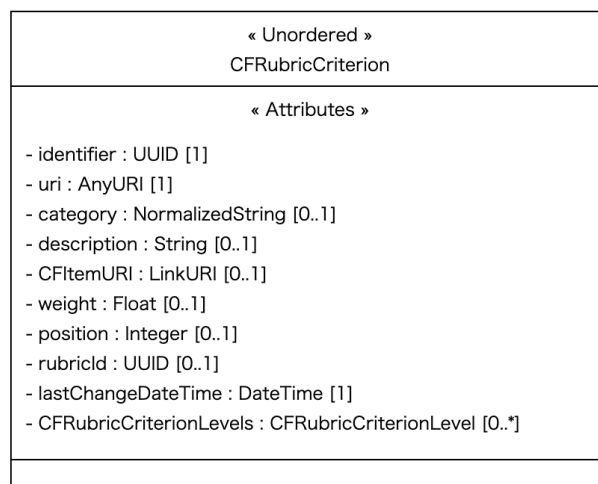 « Unordered »
CFRubricCriterion
« Attributes »
- identifier : UUID [1]
- uri : AnyURI [1]
- category : NormalizedString [0..1]
- description : String [0..1]
- CFItemURI : LinkURI [0..1]
- weight : Float [0..1]
- position : Integer [0..1]
- rubricId : UUID [0..1]
- lastChangeDateTime : DateTime [1]
- CFRubricCriterionLevels : CFRubricCriterionLevel [0..*]